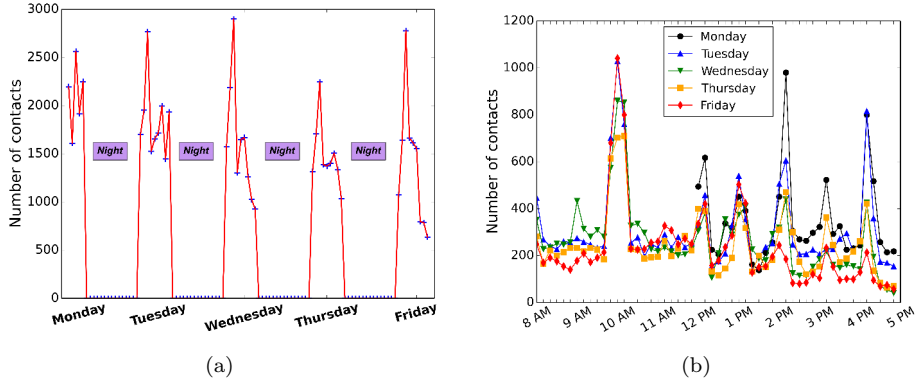 3000
2500
2000
1500
1000
500
0
Number of contacts
Night
Night
Night
Night
Monday
Tuesday
Wednesday
Thursday
Friday
(a)
1200
1000
800
600
400
200
0
Number of contacts
Monday
Tuesday
Wednesday
Thursday
Friday
8 AM
9 AM
10 AM
11 AM
12 PM
1 PM
2 PM
3 PM
4 PM
5 PM
(b)